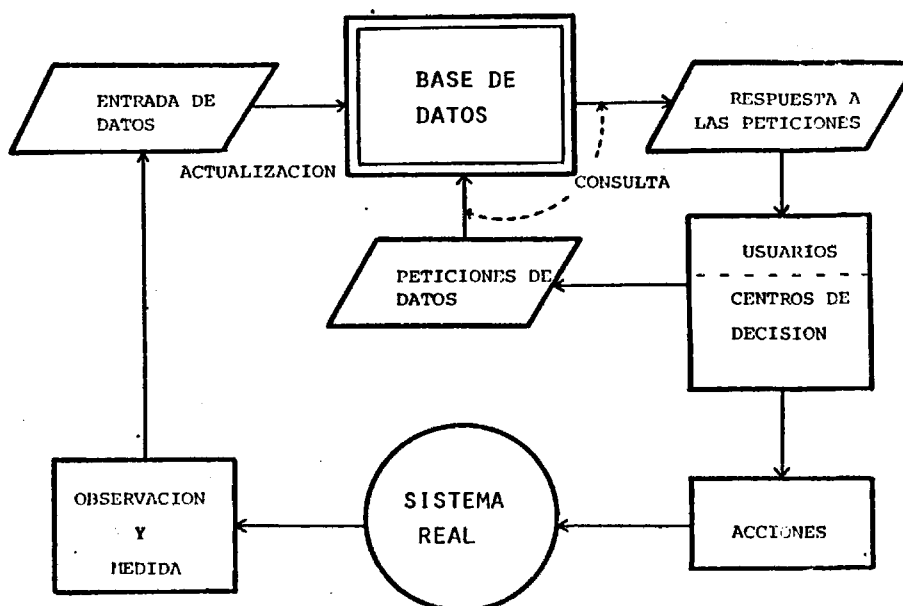 ENTRADA DE
DATOS
BASE DE
DATOS
RESPUESTA A
LAS PETICIONES
ACTUALIZACION
CONSULTA
PETICIONES DE
DATOS
USUARIOS
CENTROS DE
DECISION
OBSERVACION
Y
MEDIDA
SISTEMA
REAL
ACCIONES